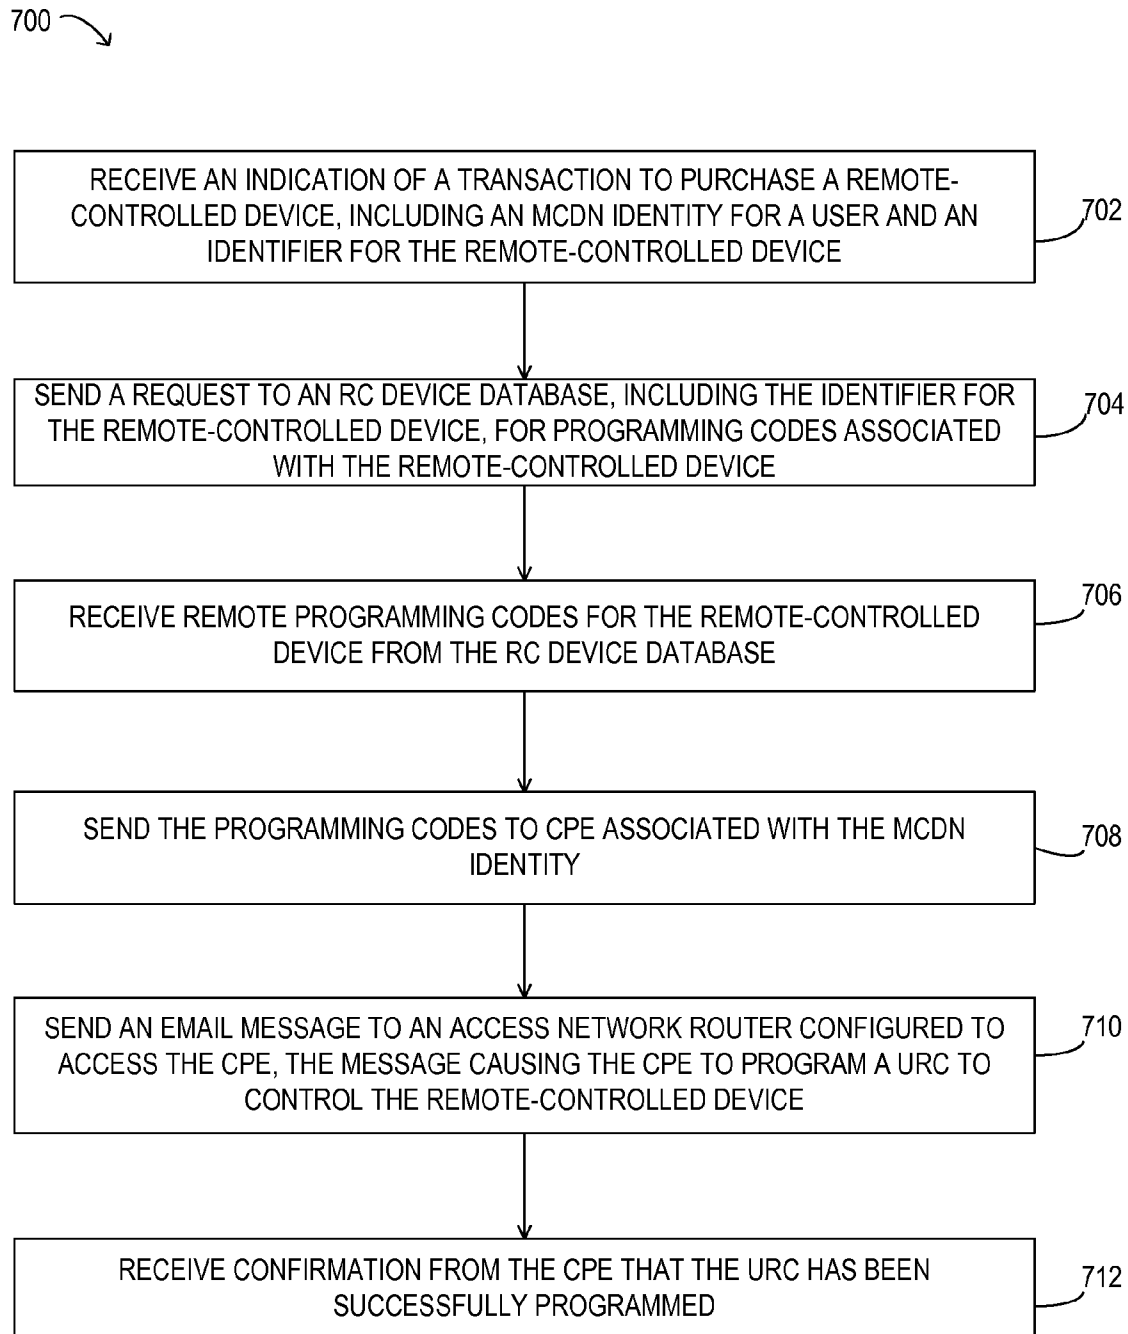 700
RECEIVE AN INDICATION OF A TRANSACTION TO PURCHASE A REMOTE-
CONTROLLED DEVICE, INCLUDING AN MCDN IDENTITY FOR A USER AND AN
IDENTIFIER FOR THE REMOTE-CONTROLLED DEVICE
702
SEND A REQUEST TO AN RC DEVICE DATABASE, INCLUDING THE IDENTIFIER FOR
THE REMOTE-CONTROLLED DEVICE, FOR PROGRAMMING CODES ASSOCIATED
WITH THE REMOTE-CONTROLLED DEVICE
704
RECEIVE REMOTE PROGRAMMING CODES FOR THE REMOTE-CONTROLLED
DEVICE FROM THE RC DEVICE DATABASE
706
SEND THE PROGRAMMING CODES TO CPE ASSOCIATED WITH THE MCDN
IDENTITY
708
SEND AN EMAIL MESSAGE TO AN ACCESS NETWORK ROUTER CONFIGURED TO
ACCESS THE CPE, THE MESSAGE CAUSING THE CPE TO PROGRAM A URC TO
CONTROL THE REMOTE-CONTROLLED DEVICE
710
RECEIVE CONFIRMATION FROM THE CPE THAT THE URC HAS BEEN
SUCCESSFULLY PROGRAMMED
712